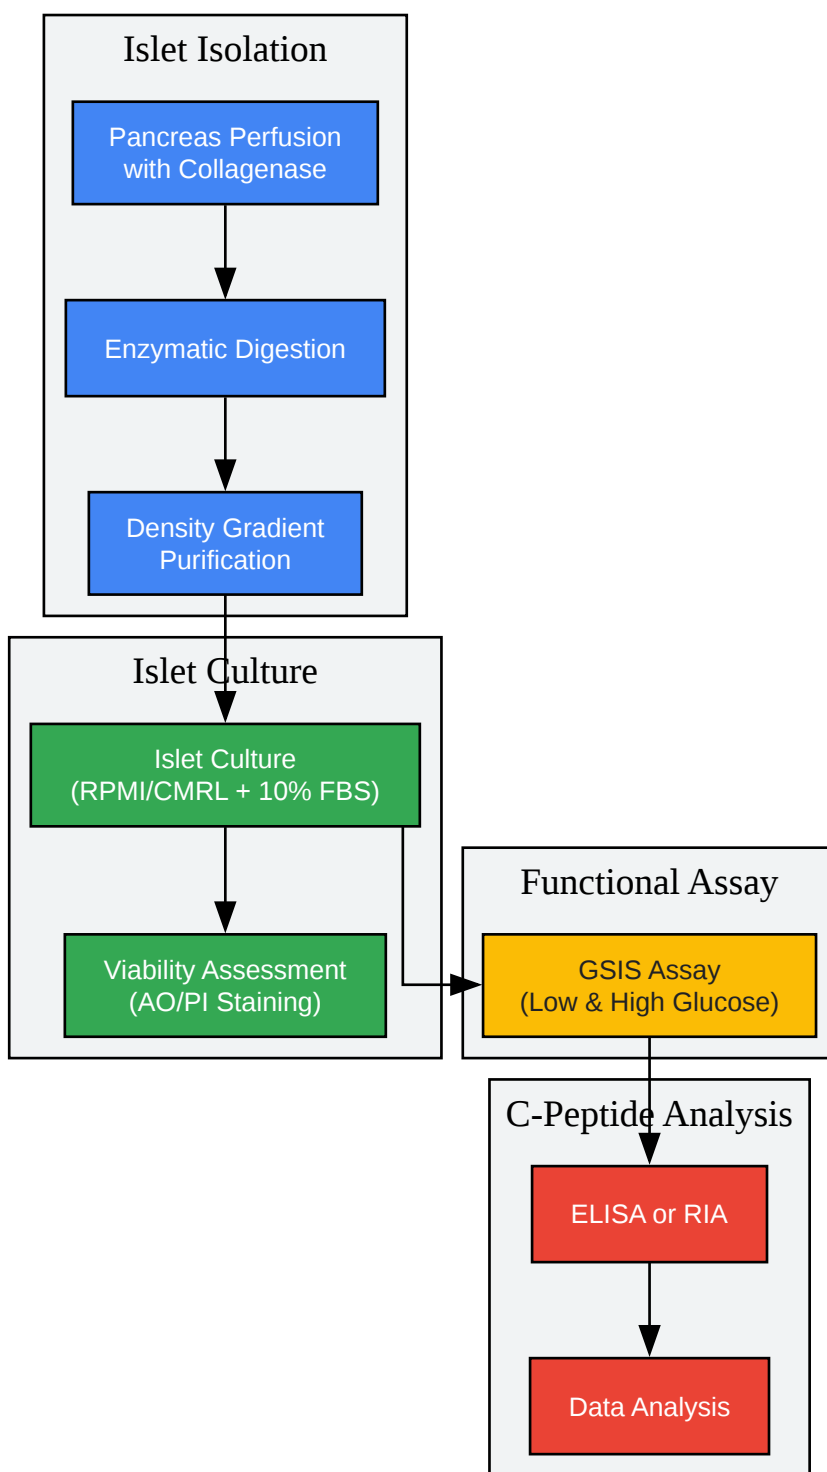 Islet Isolation
Pancreas Perfusion
with Collagenase
Enzymatic Digestion
Density Gradient
Purification
Islet Culture
Islet Culture
(RPMI/CMRL + 10% FBS)
Viability Assessment
(AO/PI Staining)
Functional Assay
GSIS Assay
(Low & High Glucose)
C-Peptide Analysis
ELISA or RIA
Data Analysis